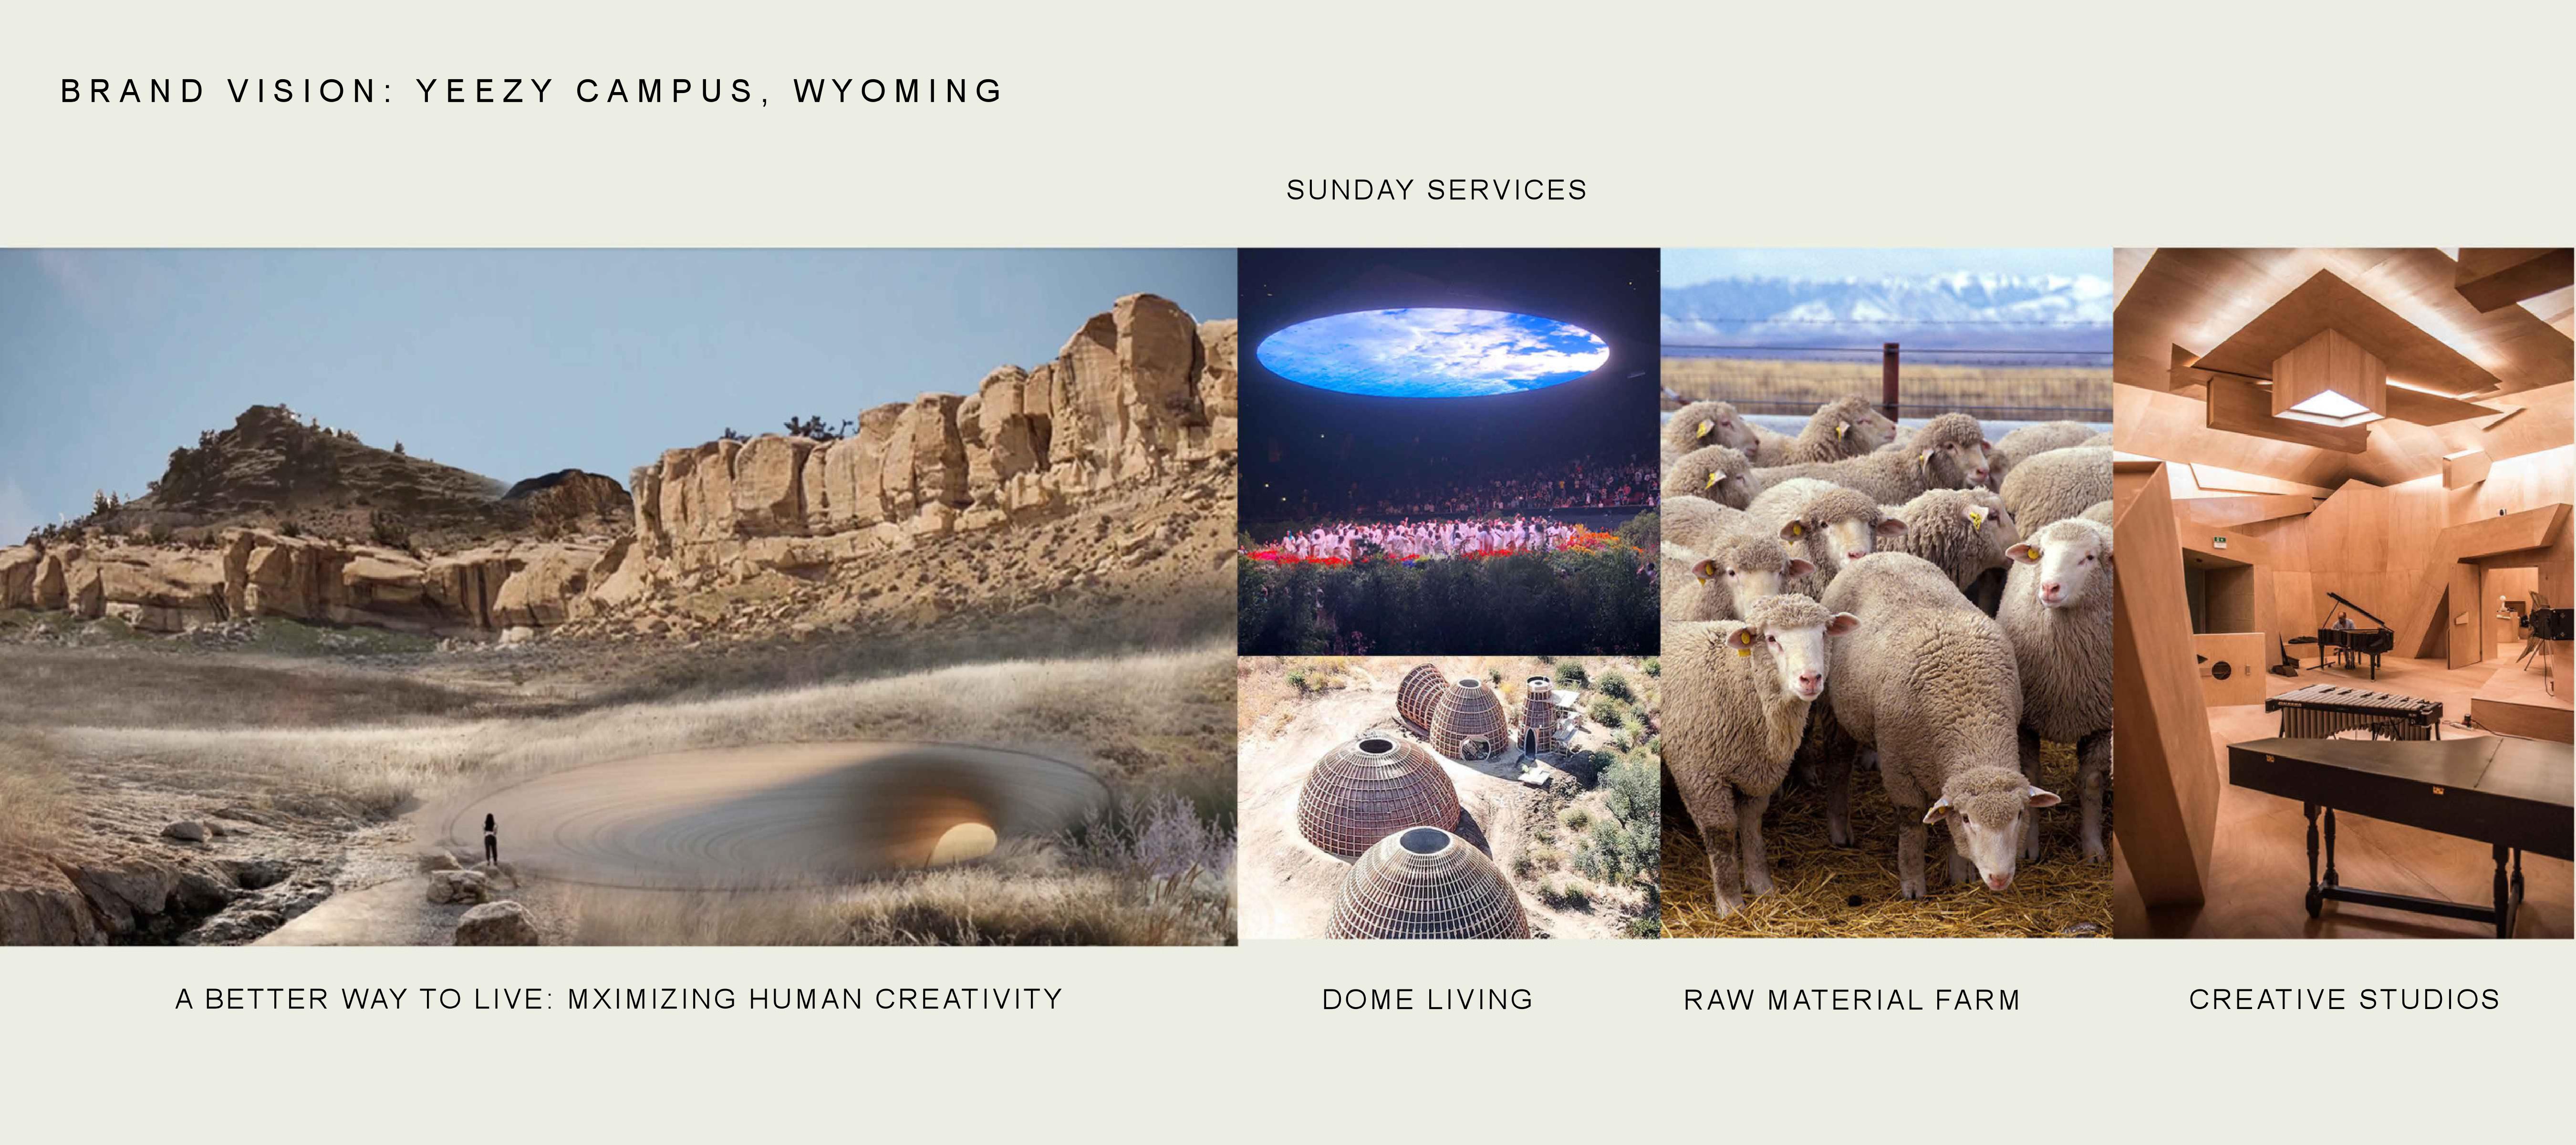 BRAND VISION: YEEZY CAMPUS, WYOMING
SUNDAY SERVICES
A BETTER WAY TO LIVE: MXIMIZING HUMAN CREATIVITY
DOME LIVING
RAW MATERIAL FARM
CREATIVE STUDIOS